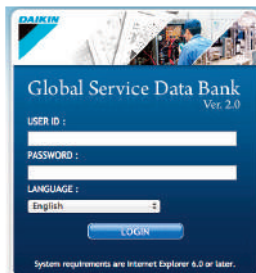 DAIKIN
Global Service Data Bank
Ver. 2.0
USER ID :
PASSWORD :
LANGUAGE :
English
LOGIN
System requirements are Internet Explorer 6.0 or later.